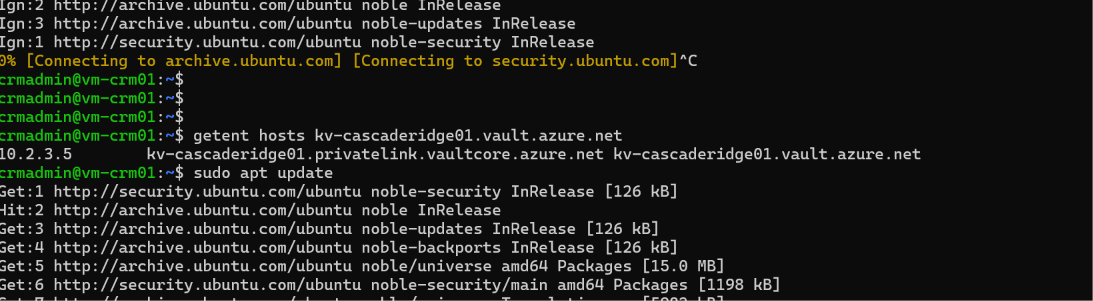 Ign:2 http://archive.ubuntu.com/ubuntu noble InRelease
Ign:3 http://archive.ubuntu.com/ubuntu noble-updates InRelease
Ign:1 http://security.ubuntu.com/ubuntu noble-security InRelease
0% [Connecting to archive.ubuntu.com] [Connecting to security.ubuntu.com]^C
crmadmin@vm-crm01:~$
crmadmin@vm-crm01:~$
crmadmin@vm-crm01:~$
crmadmin@vm-crm01:~$ getent hosts kv-cascaderidge01.vault.azure.net
10.2.3.5 kv-cascaderidge01.privatelink.vaultcore.azure.net kv-cascaderidge01.vault.azure.net
crmadmin@vm-crm01:~$ sudo apt update
Get:1 http://security.ubuntu.com/ubuntu noble-security InRelease [126 kB]
Hit:2 http://archive.ubuntu.com/ubuntu noble InRelease
Get:3 http://archive.ubuntu.com/ubuntu noble-updates InRelease [126 kB]
Get:4 http://archive.ubuntu.com/ubuntu noble-backports InRelease [126 kB]
Get:5 http://archive.ubuntu.com/ubuntu noble/universe amd64 Packages [15.0 MB]
Get:6 http://security.ubuntu.com/ubuntu noble-security/main amd64 Packages [1198 kB]